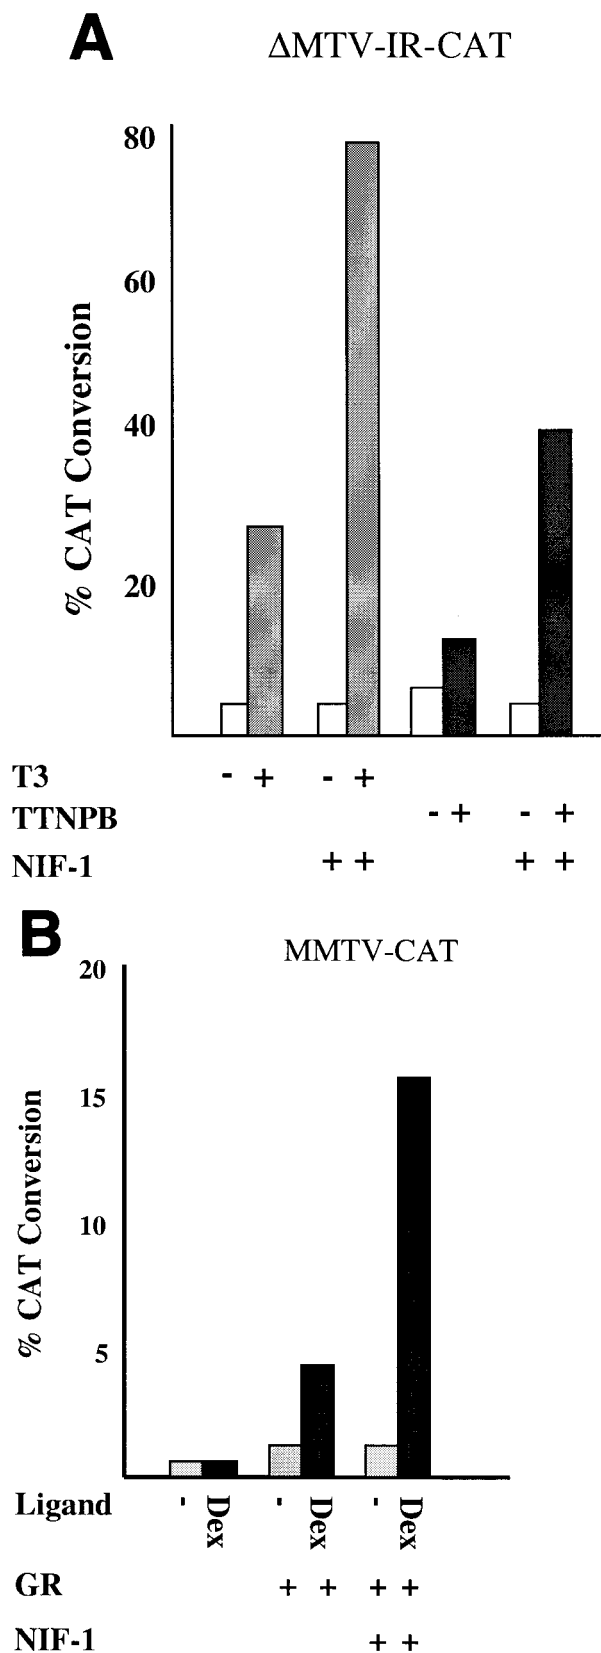 A
ΔMTV-IR-CAT
80
60
40
20
% CAT Conversion
T3 - + - +
TTNPB - + - +
NIF-1 + + + +
B
MMTV-CAT
20
15
10
5
% CAT Conversion
Ligand - Dex - Dex - Dex
GR + + + +
NIF-1 + +